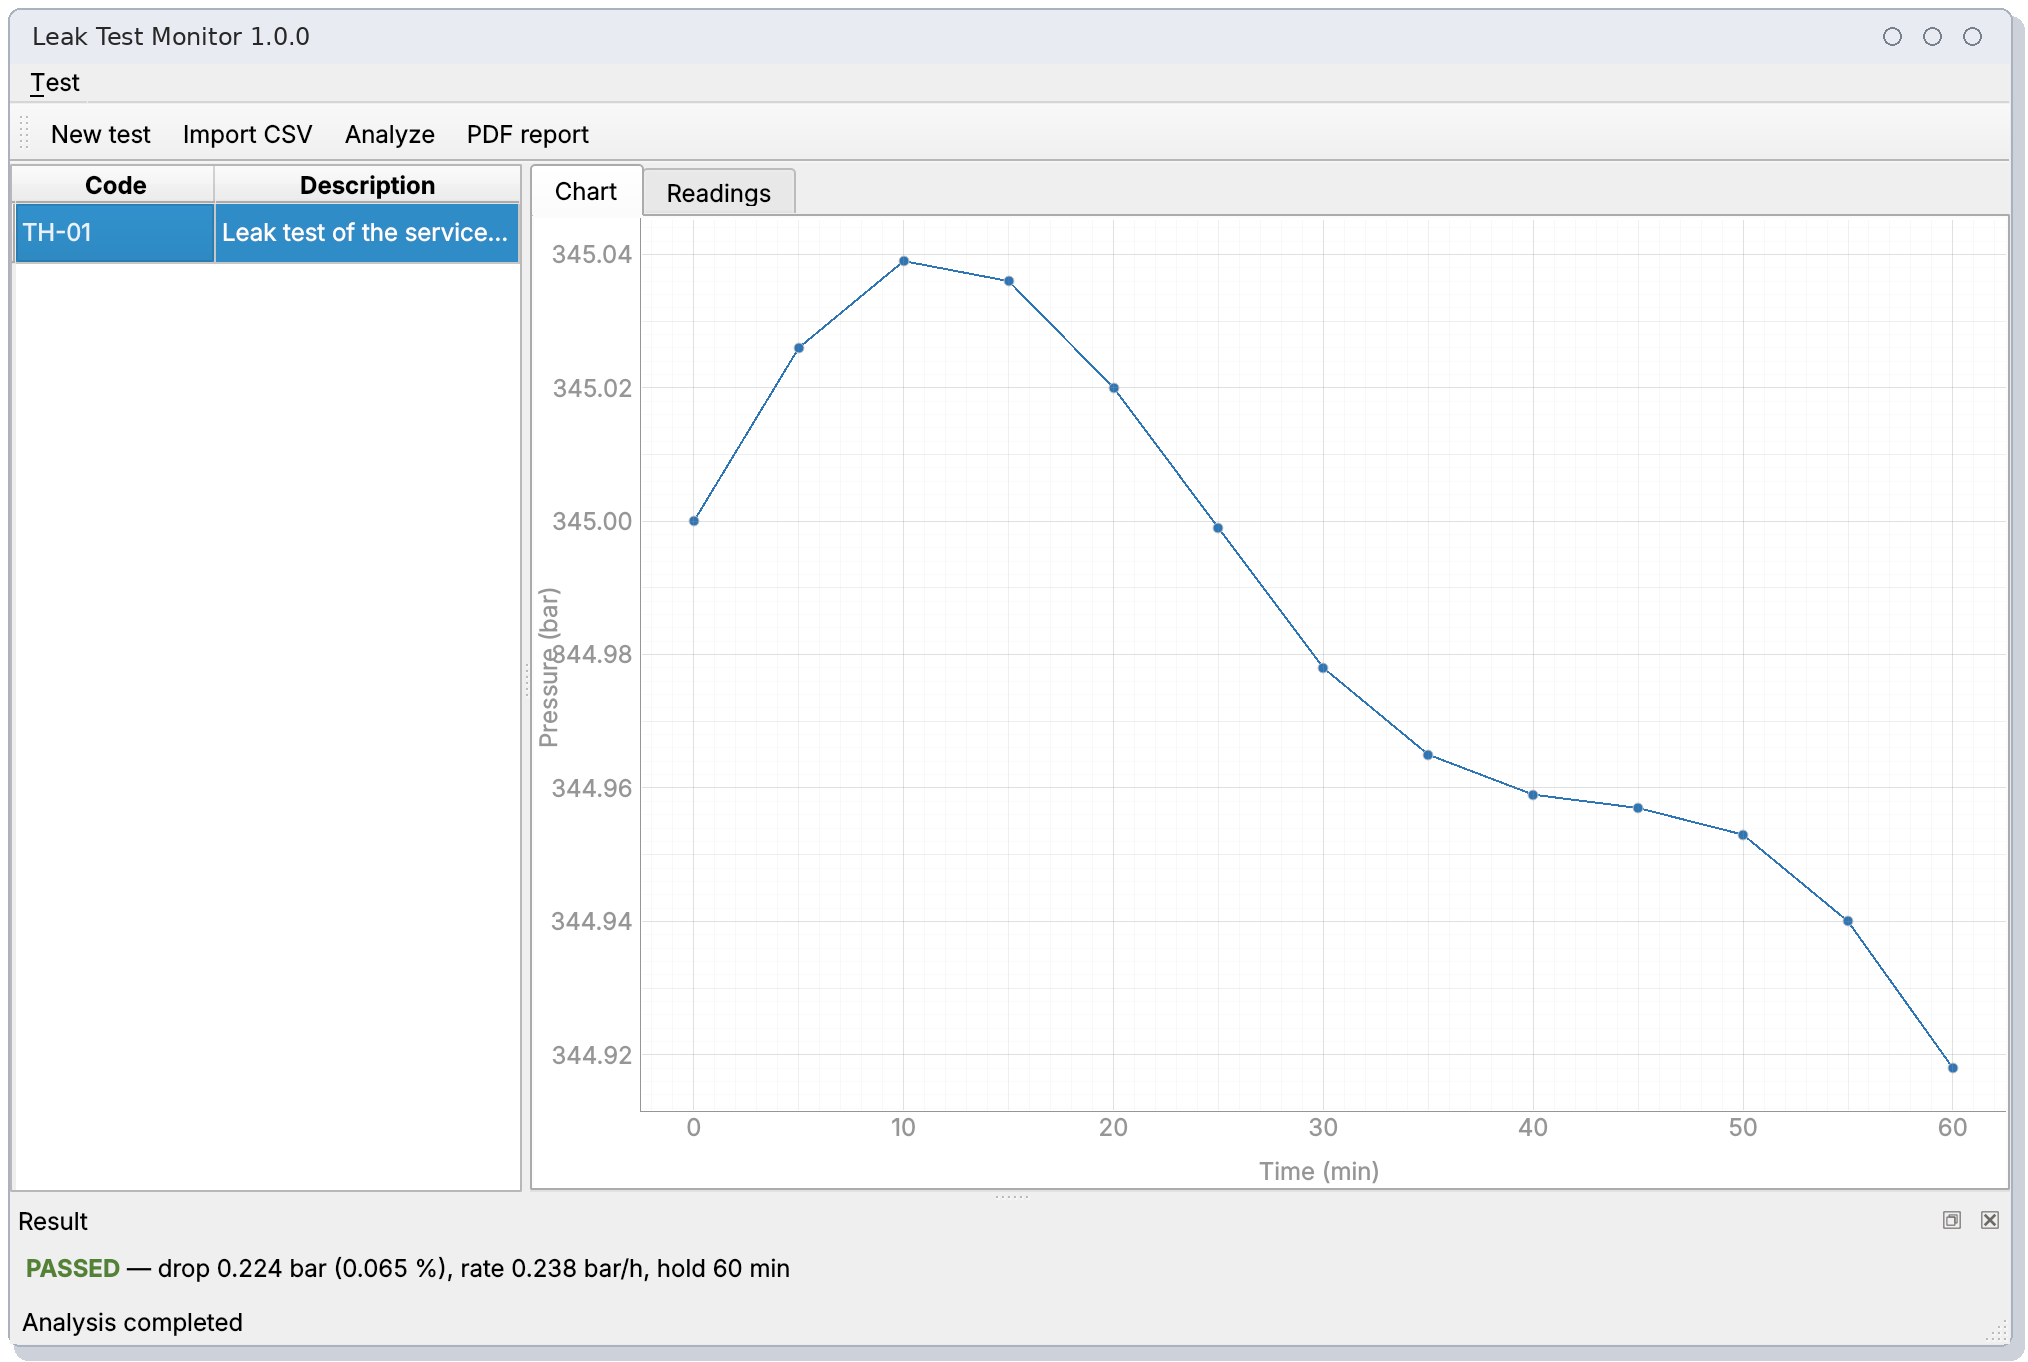 Leak Test Monitor 1.0.0
Test
New test Import CSV Analyze PDF report
Code Description
TH-01 Leak test of the service...
Chart Readings
345.04
345.02
345.00
344.98
344.96
344.94
344.92
Pressure (bar)
0 10 20 30 40 50 60
Time (min)
Result
PASSED — drop 0.224 bar (0.065 %), rate 0.238 bar/h, hold 60 min
Analysis completed